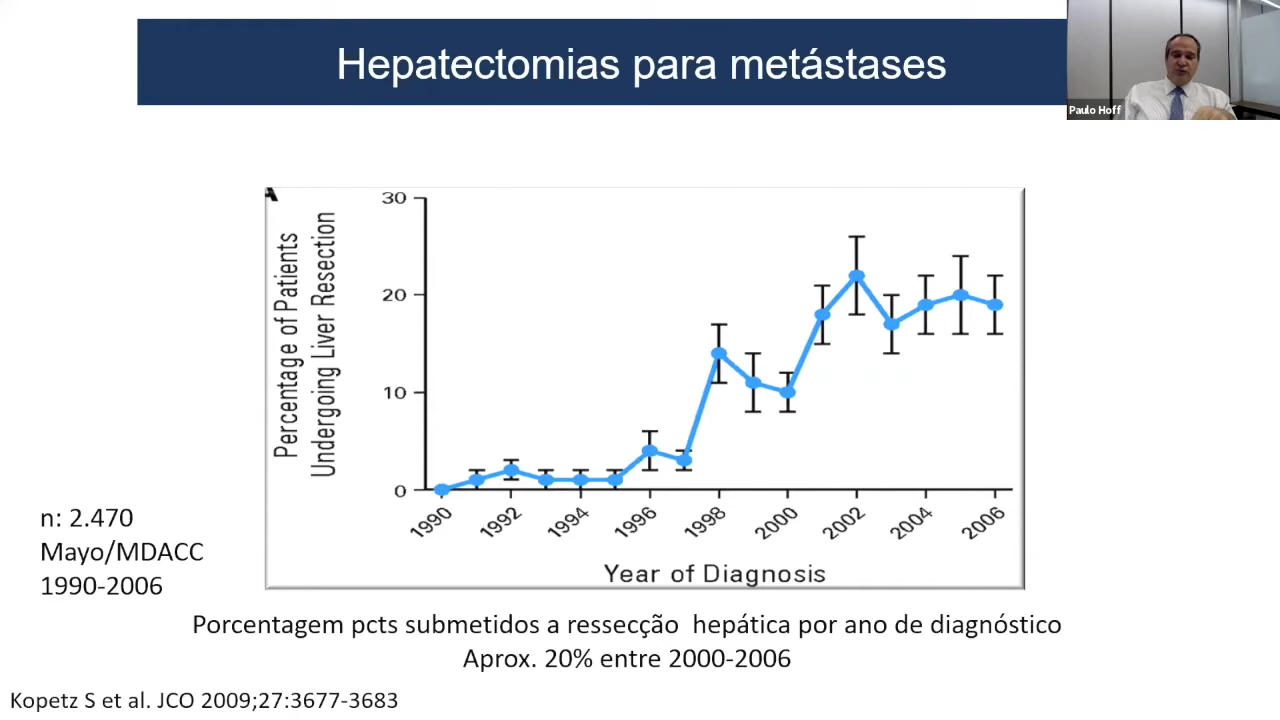 Hepatectomias para metástases
Paulo Hoff
A
Percentage of Patients
Undergoing Liver Resection
30
20
10
0
1990
1992
1994
1996
1998
2000
2002
2004
2006
Year of Diagnosis
n: 2.470
Mayo/MDACC
1990-2006
Porcentagem pcts submetidos a ressecção hepática por ano de diagnóstico
Aprox. 20% entre 2000-2006
Kopetz S et al. JCO 2009;27:3677-3683